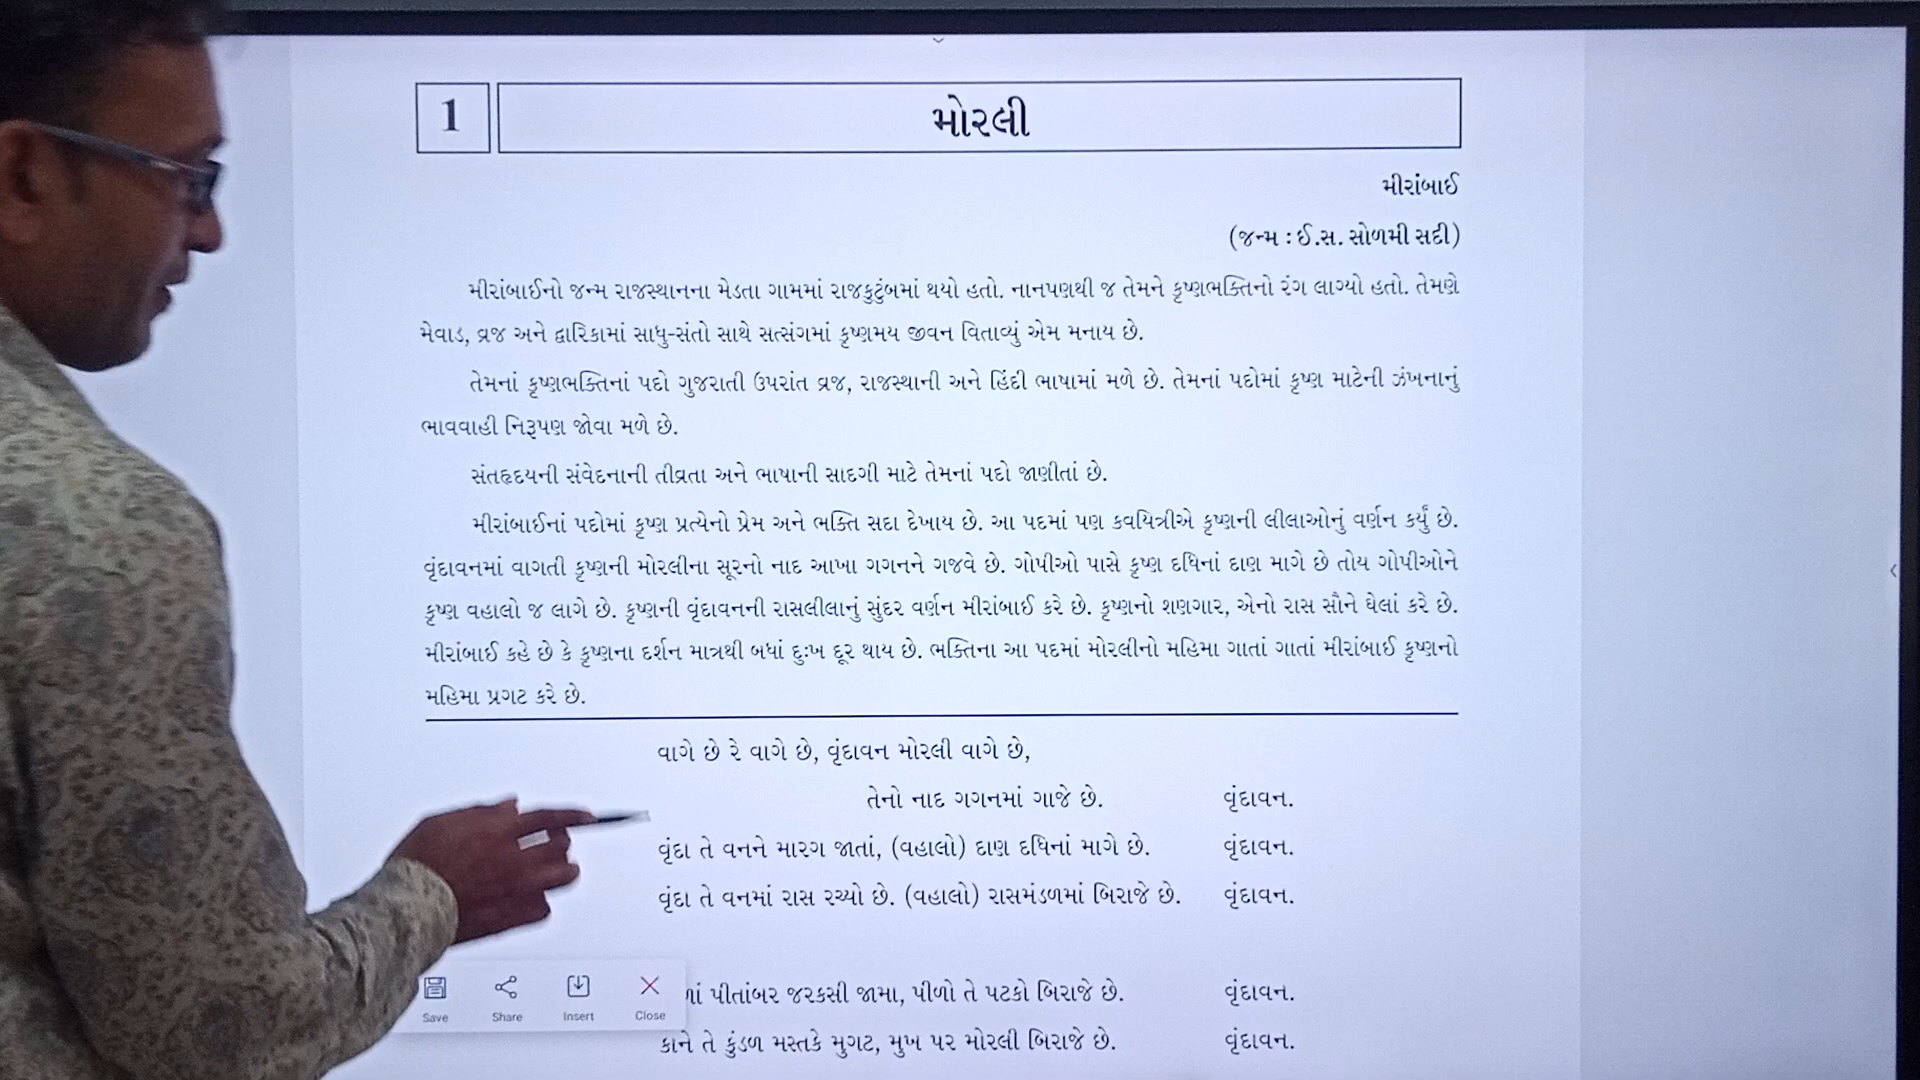 1
મોરલી
મીરાંબાઈ
(જન્મ : ઈ.સ. સોળમી સદી)
મીરાંબાઈનો જન્મ રાજસ્થાનના મેડતા ગામમાં રાજકુટુંબમાં થયો હતો. નાનપણથી જ તેમને કૃષ્ણભક્તિનો રંગ લાગ્યો હતો. તેમણે
મેવાડ, વ્રજ અને દ્વારિકામાં સાધુ-સંતો સાથે સત્સંગમાં કૃષ્ણમય જીવન વિતાવ્યું એમ મનાય છે.
તેમનાં કૃષ્ણભક્તિનાં પદો ગુજરાતી ઉપરાંત વ્રજ, રાજસ્થાની અને હિંદી ભાષામાં મળે છે. તેમનાં પદોમાં કૃષ્ણ માટેની ઝંખનાનું
ભાવવાહી નિરૂપણ જોવા મળે છે.
સંતહૃદયની સંવેદનાની તીવ્રતા અને ભાષાની સાદગી માટે તેમનાં પદો જાણીતાં છે.
મીરાંબાઈનાં પદોમાં કૃષ્ણ પ્રત્યેનો પ્રેમ અને ભક્તિ સદા દેખાય છે. આ પદમાં પણ કવયિત્રીએ કૃષ્ણની લીલાઓનું વર્ણન કર્યું છે.
વૃંદાવનમાં વાગતી કૃષ્ણની મોરલીના સૂરનો નાદ આખા ગગનને ગજવે છે. ગોપીઓ પાસે કૃષ્ણ દધિનાં દાણ માગે છે તોય ગોપીઓને
કૃષ્ણ વહાલો જ લાગે છે. કૃષ્ણની વૃંદાવનની રાસલીલાનું સુંદર વર્ણન મીરાંબાઈ કરે છે. કૃષ્ણનો શણગાર, એનો રાસ સૌને ઘેલાં કરે છે.
મીરાંબાઈ કહે છે કે કૃષ્ણના દર્શન માત્રથી બધાં દુઃખ દૂર થાય છે. ભક્તિના આ પદમાં મોરલીનો મહિમા ગાતાં ગાતાં મીરાંબાઈ કૃષ્ણનો
મહિમા પ્રગટ કરે છે.
વાગે છે રે વાગે છે, વૃંદાવન મોરલી વાગે છે,
તેનો નાદ ગગનમાં ગાજે છે. વૃંદાવન.
વૃંદા તે વનને મારગ જાતાં, (વહાલો) દાણ દધિનાં માગે છે. વૃંદાવન.
વૃંદા તે વનમાં રાસ રચ્યો છે. (વહાલો) રાસમંડળમાં બિરાજે છે. વૃંદાવન.
પીતાંબર જરકસી જામા, પીળો તે પટકો બિરાજે છે. વૃંદાવન.
કાને તે કુંડળ મસ્તકે મુગટ, મુખ પર મોરલી બિરાજે છે. વૃંદાવન.
Save Share Insert Close